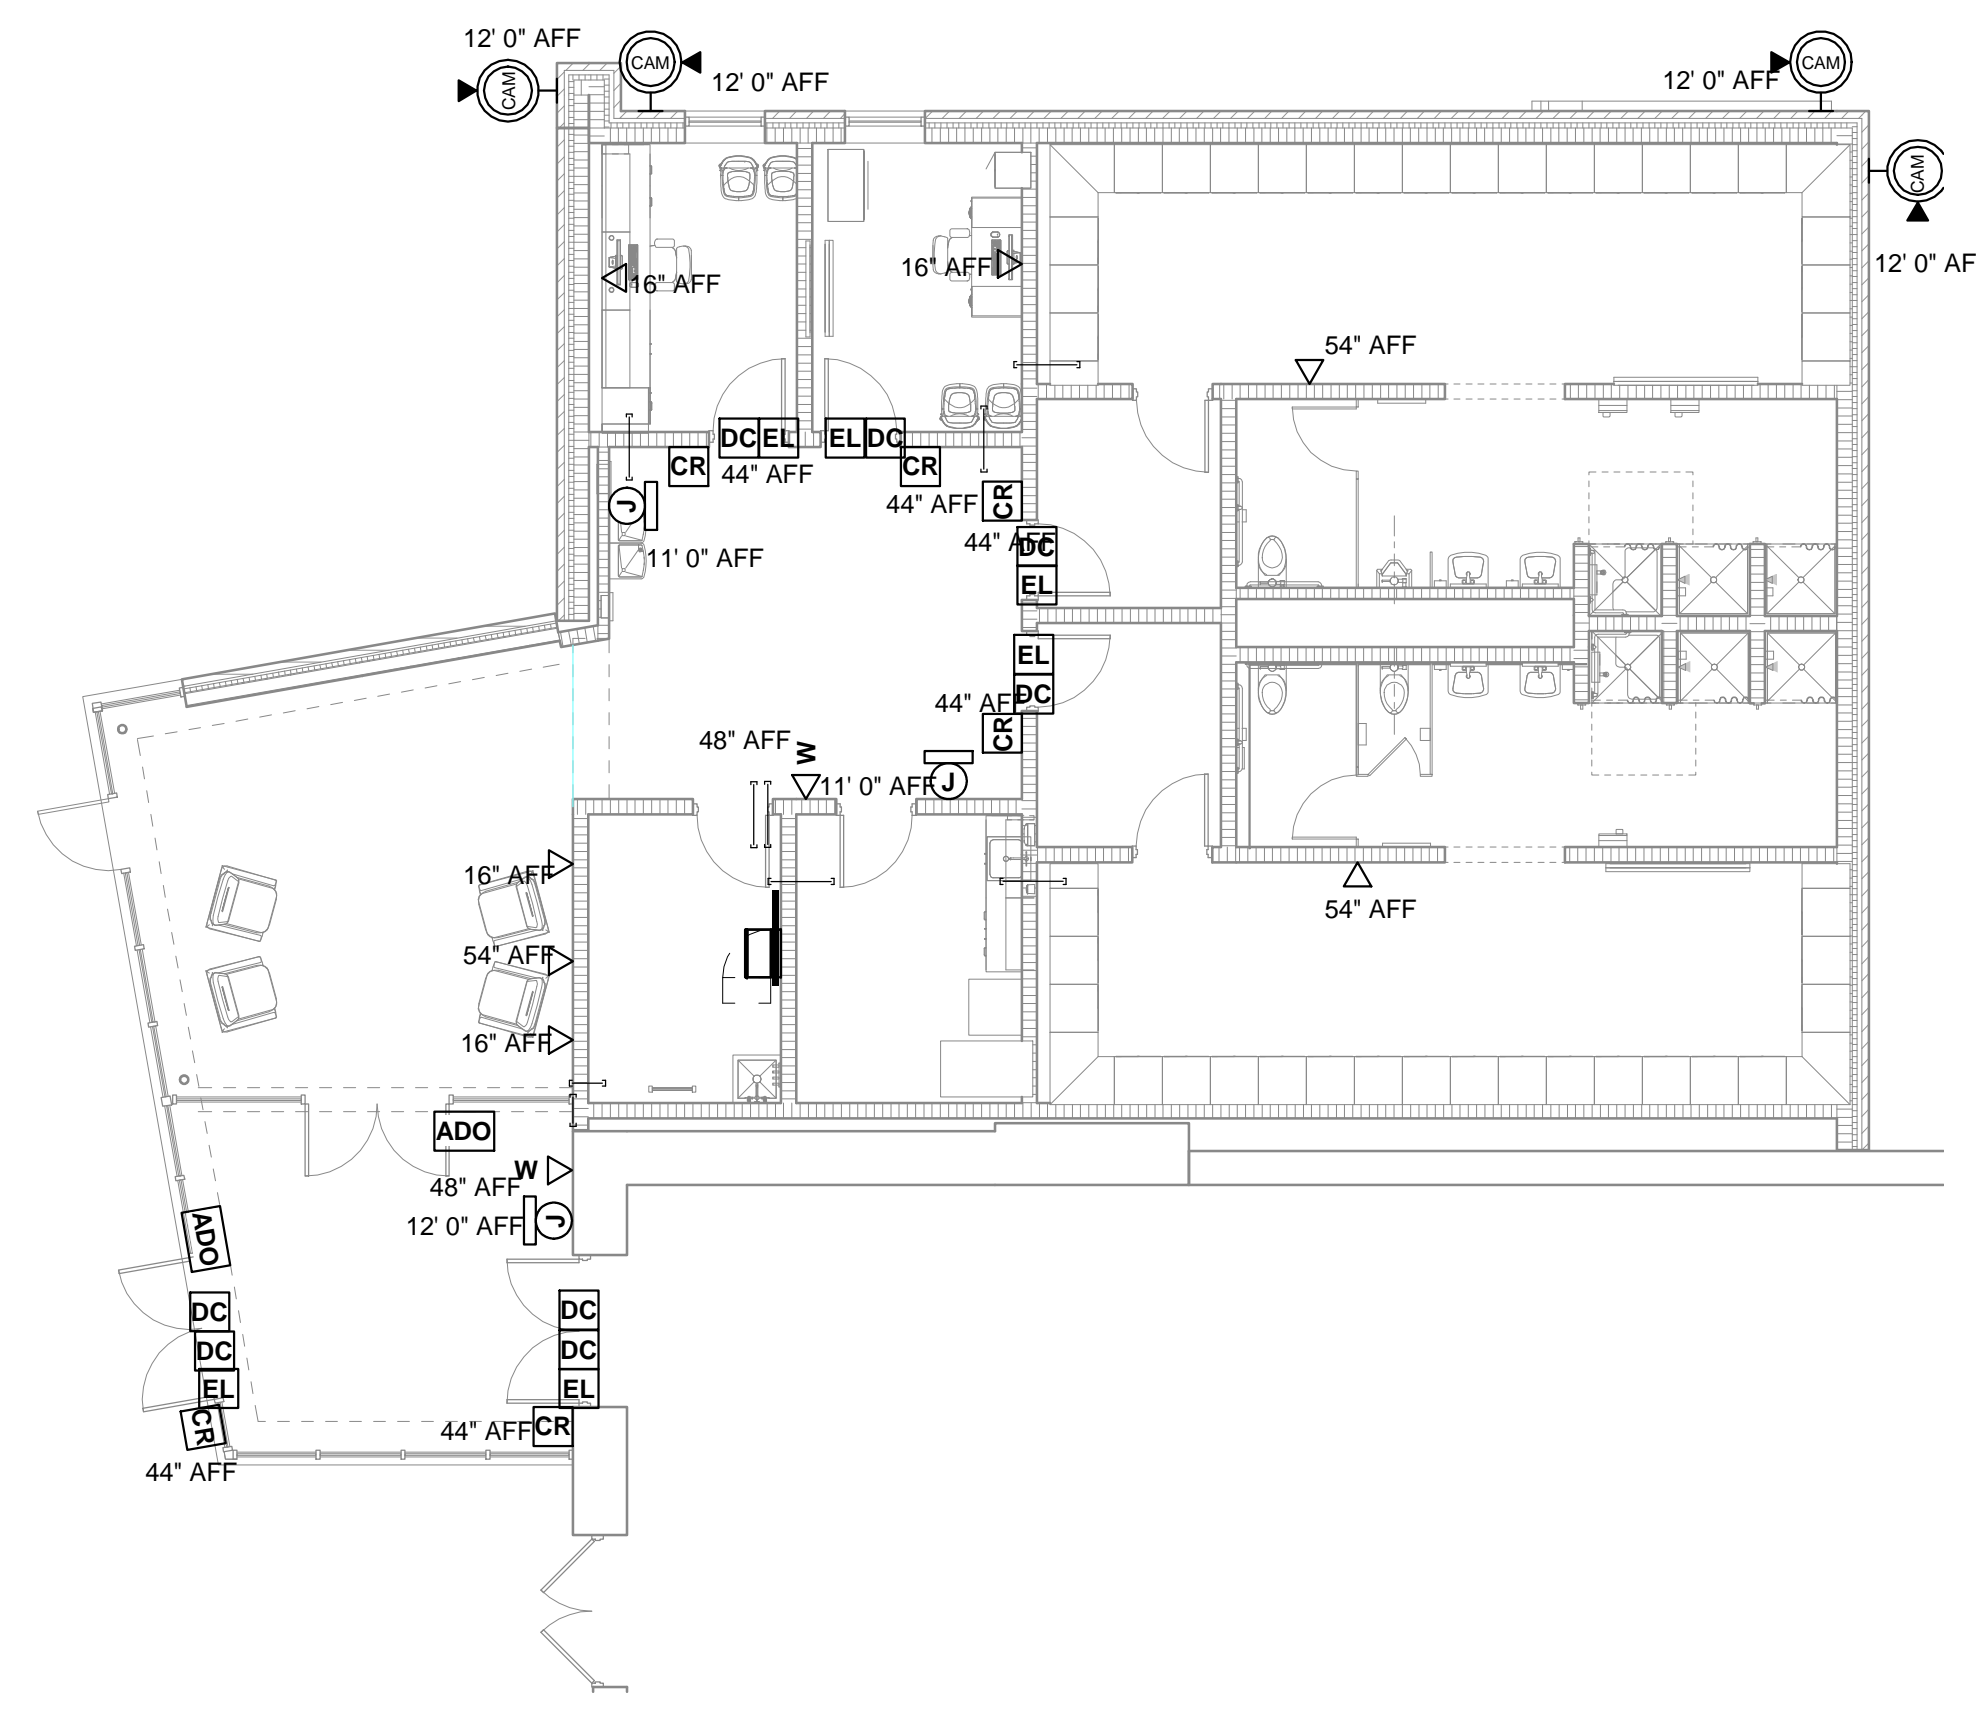 12' 0" AFF
CAM
CAM
12' 0" AFF
12' 0" AFF
CAM
CAM
12' 0" AF
16" AFF
16" AFF
54" AFF
DC EL
EL DC
CR
44" AFF
CR
44" AFF
CR
44" AFF
DC
EL
J
11' 0" AFF
EL
DC
44" AFF
CR
48" AFF
W
11' 0" AFF
J
16" AFF
54" AFF
54" AFF
16" AFF
ADO
W
48" AFF
12' 0" AFF
J
ADO
DC
DC
EL
CR
44" AFF
DC
DC
EL
44" AFF
CR